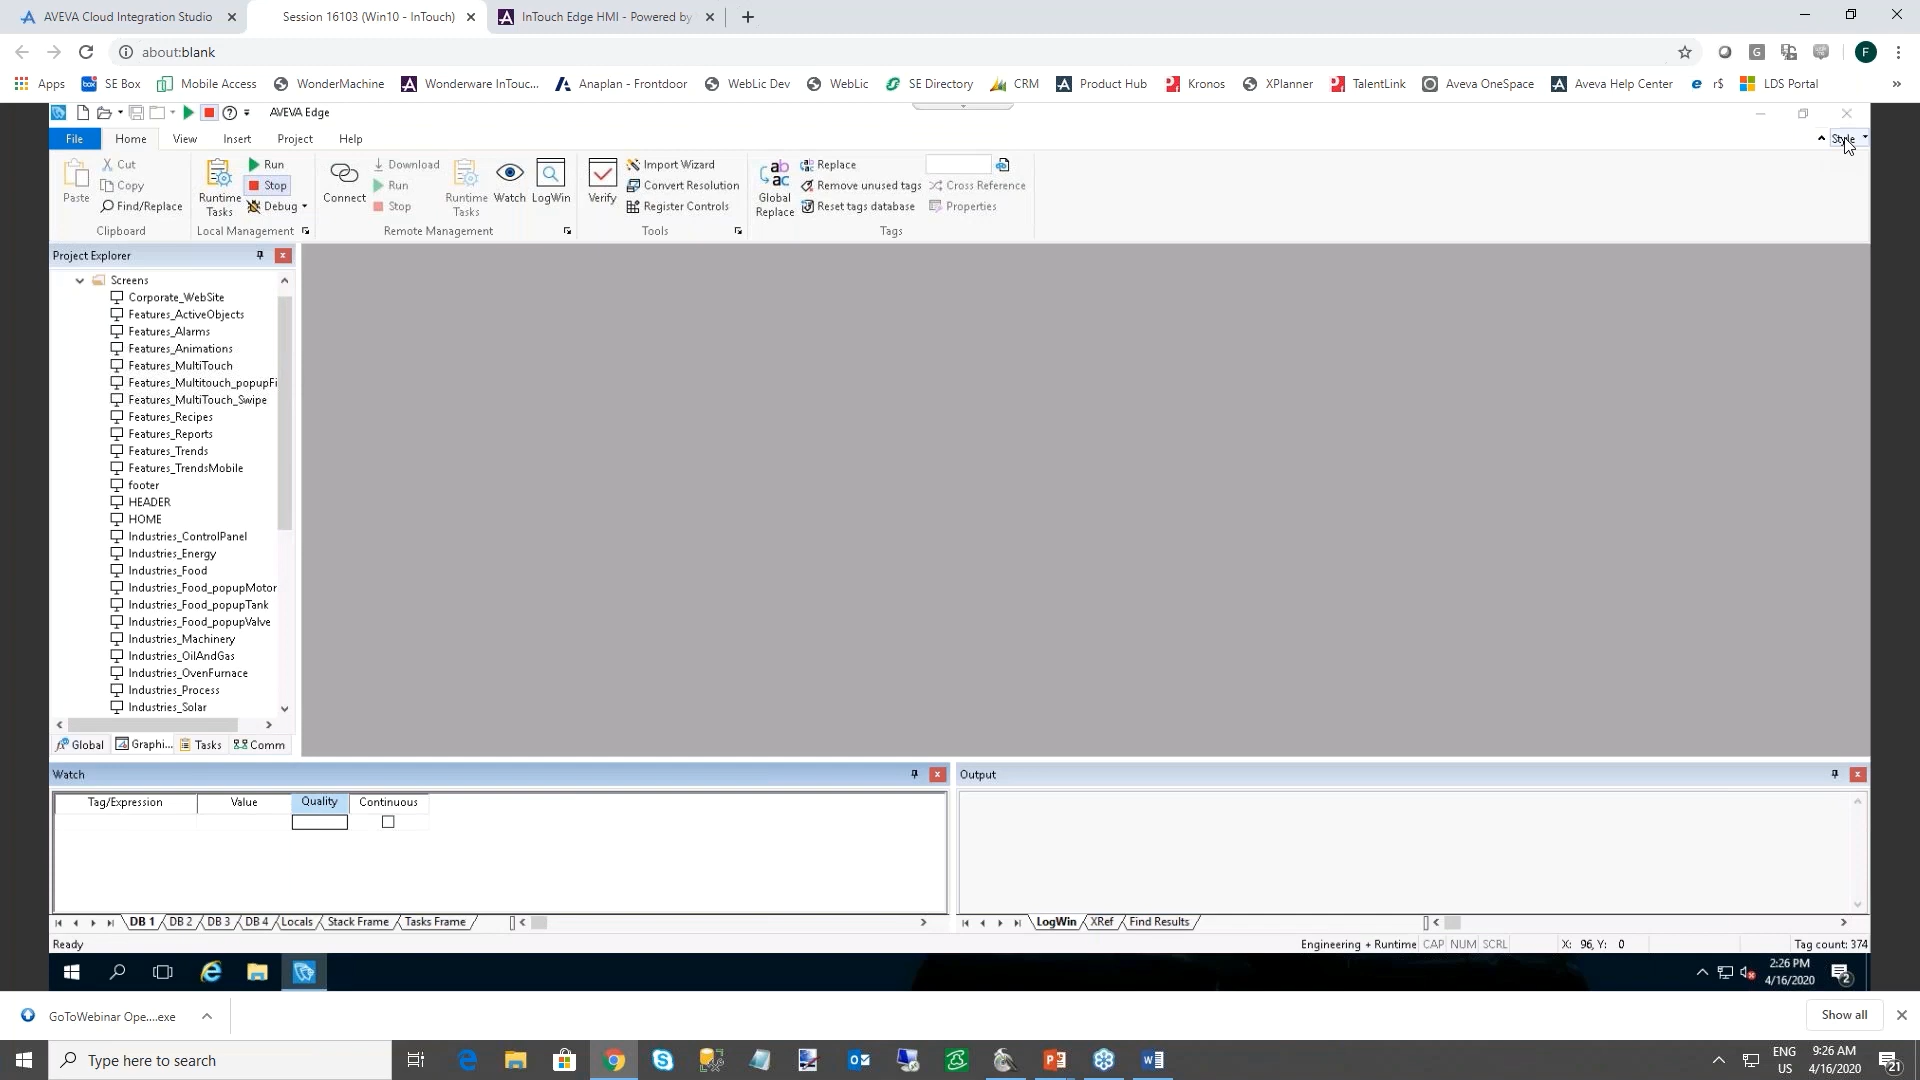 AVEVA Cloud Integration Studio
Session 16103 (Win10 - InTouch)
InTouch Edge HMI - Powered by
about:blank
G
F
Apps
SE Box
Mobile Access
WonderMachine
Wonderware InTouc...
Anaplan - Frontdoor
WebLic Dev
WebLic
SE Directory
CRM
Product Hub
Kronos
XPlanner
TalentLink
Aveva OneSpace
Aveva Help Center
r$
LDS Portal
AVEVA Edge
File
Home
View
Insert
Project
Help
Style
Paste
Cut
Copy
Find/Replace
Clipboard
Runtime
Tasks
Run
Stop
Debug
Local Management
Connect
Download
Run
Stop
Runtime
Tasks
Watch
LogWin
Remote Management
Verify
Import Wizard
Convert Resolution
Register Controls
Tools
Global
Replace
Replace
Remove unused tags
Reset tags database
Cross Reference
Properties
Tags
Project Explorer
Screens
Corporate_WebSite
Features_ActiveObjects
Features_Alarms
Features_Animations
Features_MultiTouch
Features_Multitouch_popupFi
Features_MultiTouch_Swipe
Features_Recipes
Features_Reports
Features_Trends
Features_TrendsMobile
footer
HEADER
HOME
Industries_ControlPanel
Industries_Energy
Industries_Food
Industries_Food_popupMotor
Industries_Food_popupTank
Industries_Food_popupValve
Industries_Machinery
Industries_OilAndGas
Industries_OvenFurnace
Industries_Process
Industries_Solar
Global
Graphi...
Tasks
Comm
Watch
Tag/Expression
Value
Quality
Continuous
DB 1
DB 2
DB 3
DB 4
Locals
Stack Frame
Tasks Frame
Output
LogWin
XRef
Find Results
Ready
Engineering + Runtime
CAP
NUM
SCRL
X: 96, Y: 0
Tag count: 374
2:26 PM
4/16/2020
2
GoToWebinar Ope....exe
Show all
Type here to search
ENG
US
9:26 AM
4/16/2020
21